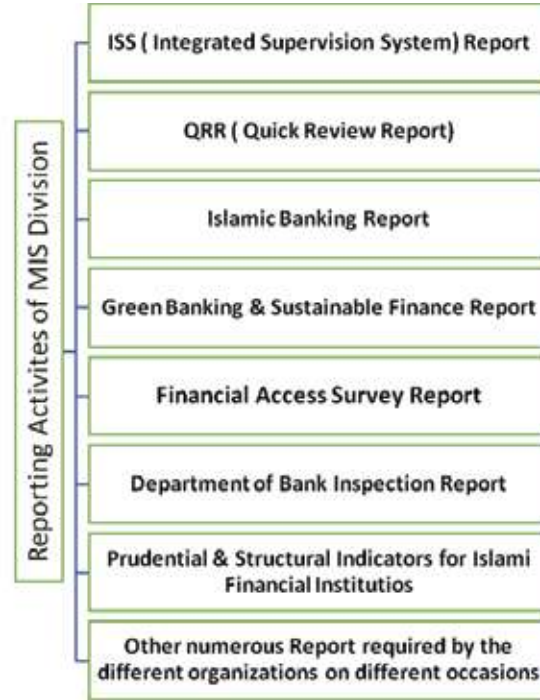 Reporting Activites of MIS Division
ISS ( Integrated Supervision System) Report
QRR ( Quick Review Report)
Islamic Banking Report
Green Banking & Sustainable Finance Report
Financial Access Survey Report
Department of Bank Inspection Report
Prudential & Structural Indicators for Islami
Financial Institutios
Other numerous Report required by the
different organizations on different occasions